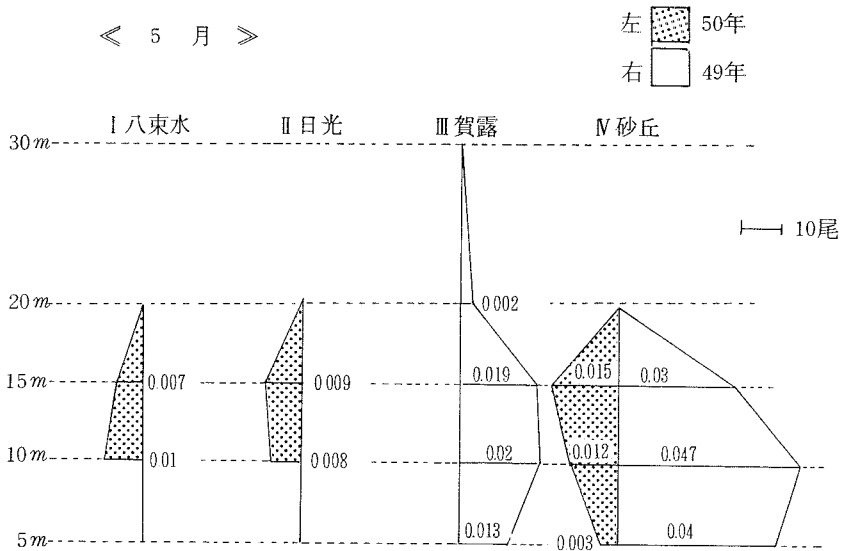 ≪ 5 月 ≫
左 50年
右 49年
Ⅰ八束水 Ⅱ日光 Ⅲ賀露 Ⅳ砂丘
30m
10尾
20m 0.002
15m 0.007 0.009 0.019 0.015 0.03
10m 0.01 0.008 0.02 0.012 0.047
5m 0.013 0.003 0.04